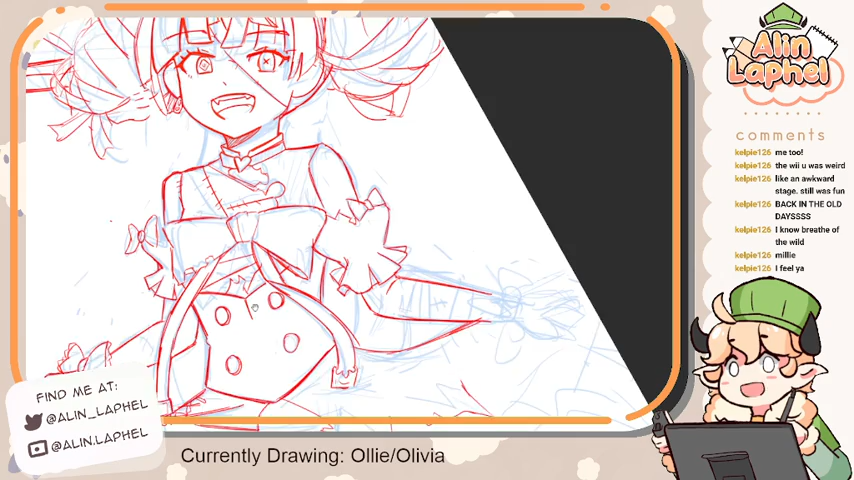 Alin
Laphel
comments
kelpie126 me too!
kelpie126 the wii u was weird
kelpie126 like an awkward
stage. still was fun
kelpie126 BACK IN THE OLD
DAYSSSS
kelpie126 I know breathe of
the wild
kelpie126 millie
kelpie126 I feel ya
FIND ME AT:
@ALIN_LAPHEL
@ALIN.LAPHEL
Currently Drawing: Ollie/Olivia